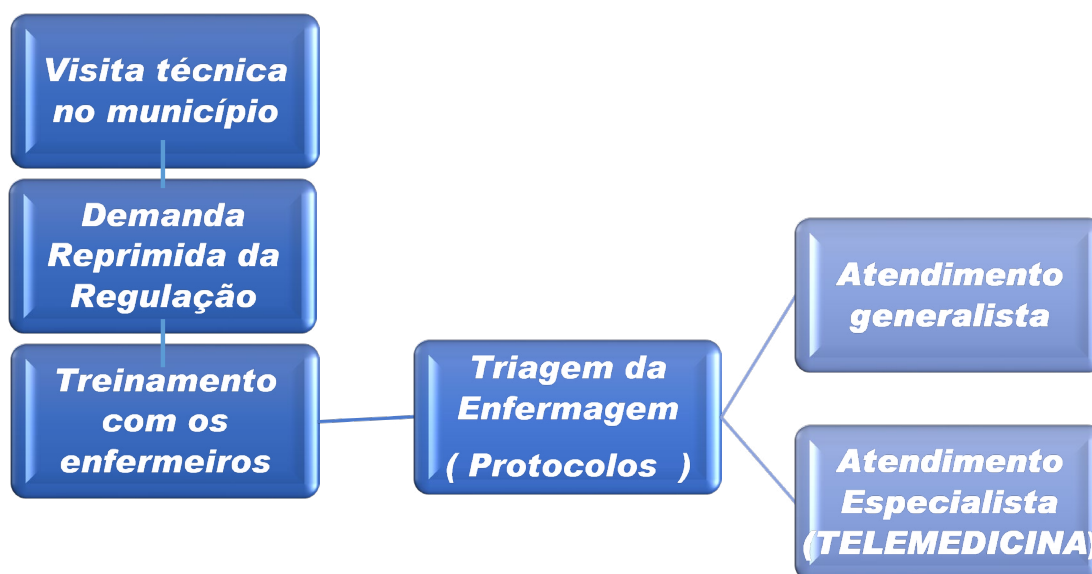 Visita técnica
no município
Demanda
Reprimida da
Regulação
Treinamento
com os
enfermeiros
Triagem da
Enfermagem
( Protocolos )
Atendimento
generalista
Atendimento
Especialista
(TELEMEDICINA)